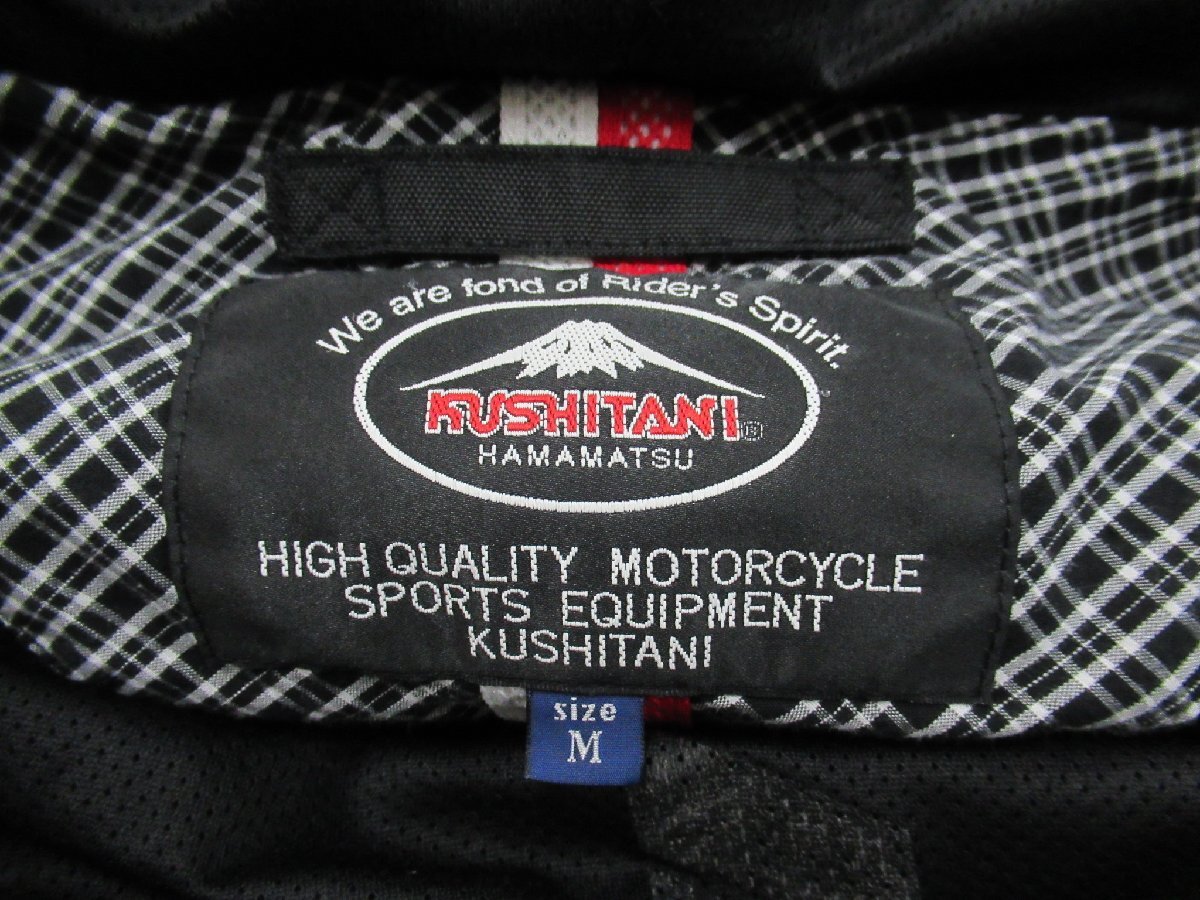 We are fond of Rider's Spirit.
KUSHITANI®
HAMAMATSU
HIGH QUALITY MOTORCYCLE
SPORTS EQUIPMENT
KUSHITANI
size
M